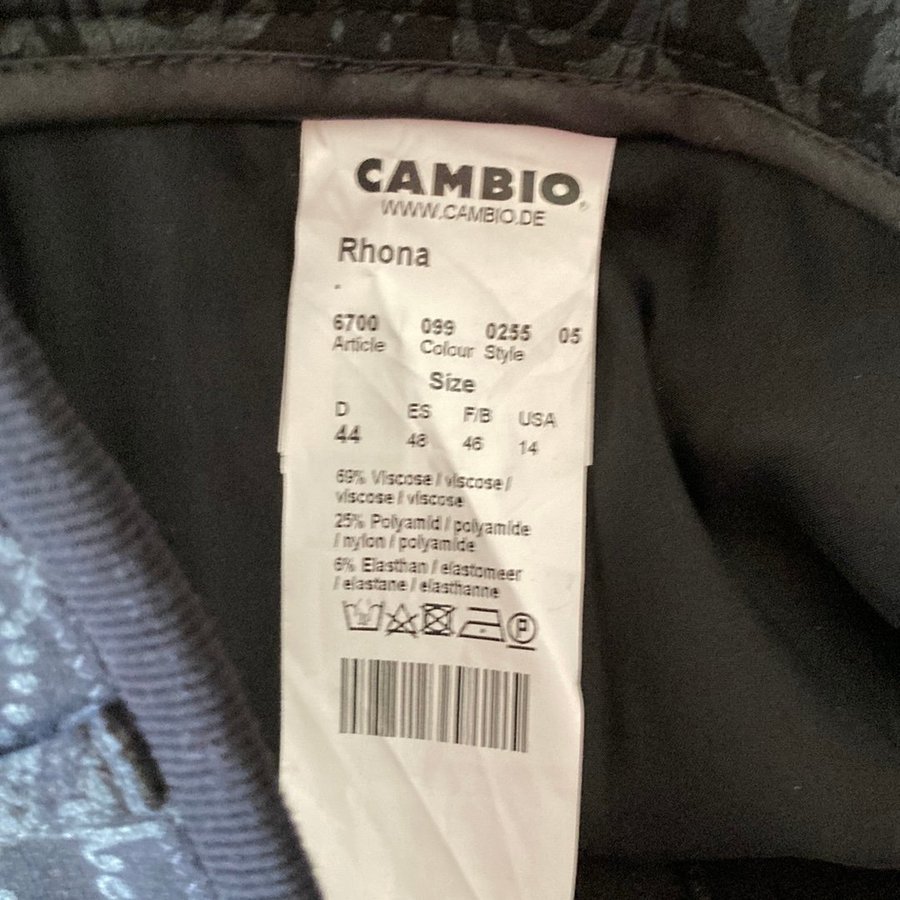 CAMBIO
WWW.CAMBIO.DE
Rhona
-
6700 099 0255 05
Article Colour Style
Size
D ES F/B USA
44 48 46 14
69% Viscose / viscose /
viscose / viscose
25% Polyamid / polyamide
/ nylon / polyamide
6% Elasthan / elastomeer
/ elastane / elasthanne
P